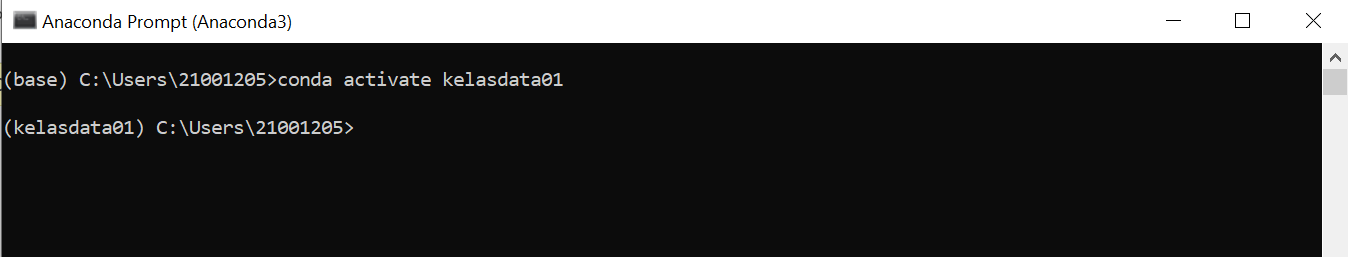 Anaconda Prompt (Anaconda3)
(base) C:\Users\21001205>conda activate kelasdata01
(kelasdata01) C:\Users\21001205>